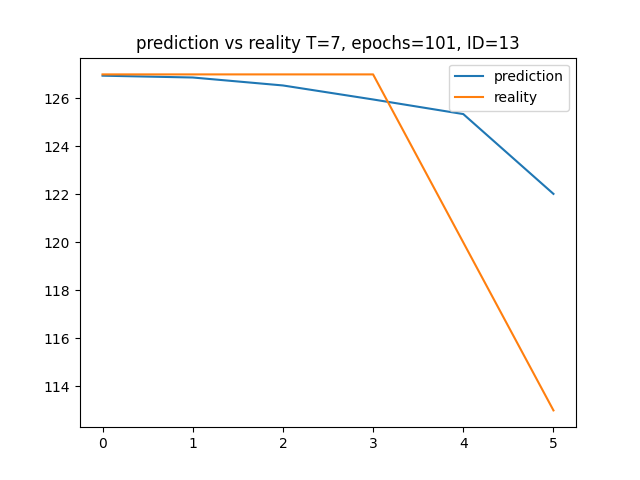 prediction vs reality T=7, epochs=101, ID=13
prediction
reality
126
124
122
120
118
116
114
0 1 2 3 4 5